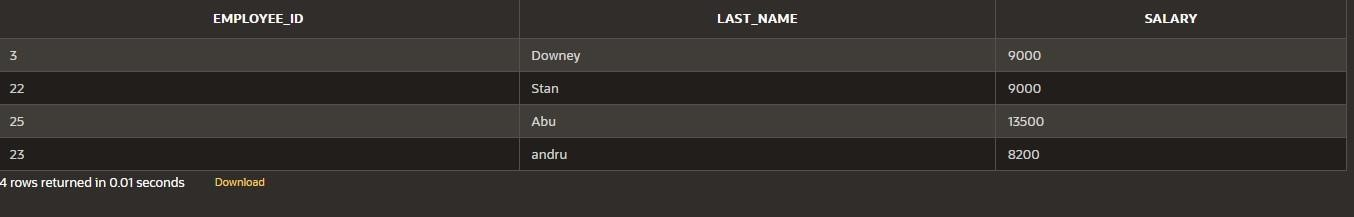 EMPLOYEE_ID LAST_NAME SALARY
3 Downey 9000
22 Stan 9000
25 Abu 13500
23 andru 8200
4 rows returned in 0.01 seconds Download